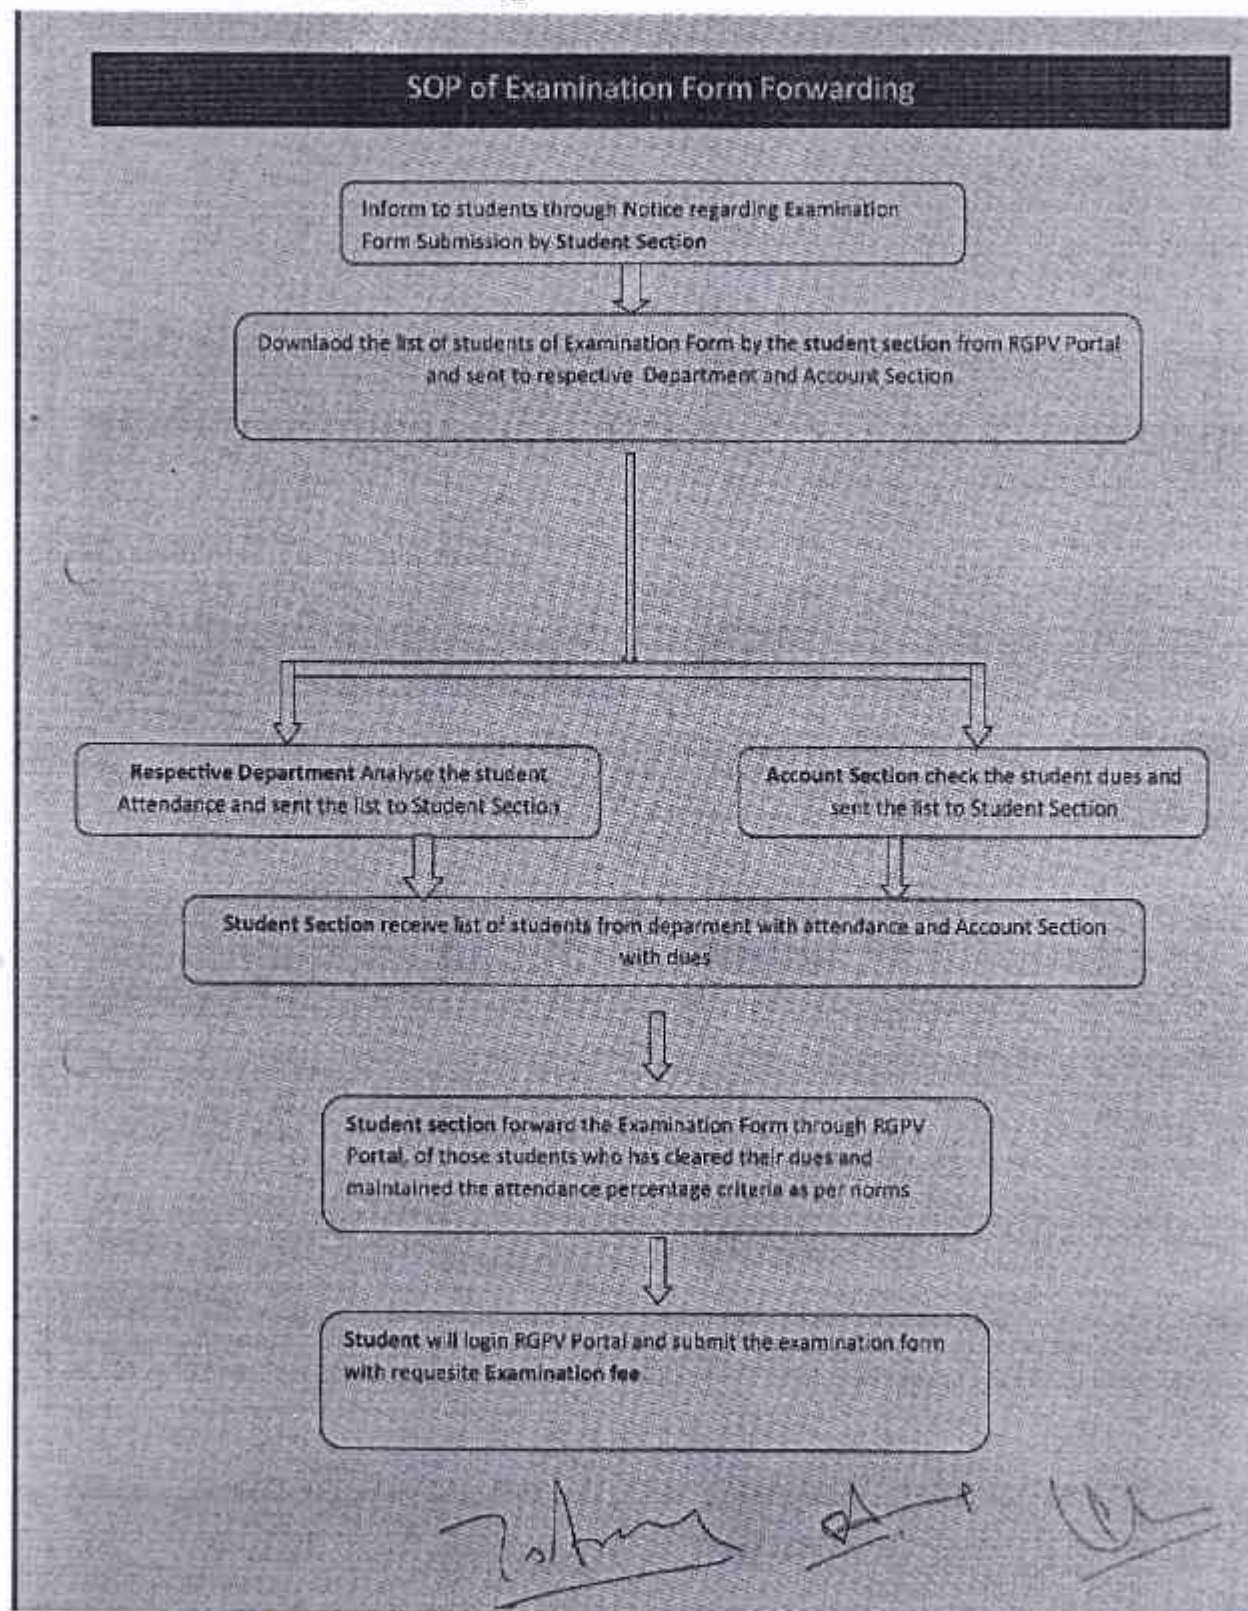 SOP of Examination Form Forwarding
Inform to students through Notice regarding Examination
Form Submission by Student Section
Downlaod the list of students of Examination Form by the student section from RGPV Portal
and sent to respective Department and Account Section
Respective Department Analyse the student
Attendance and sent the list to Student Section
Account Section check the student dues and
sent the list to Student Section
Student Section receive list of students from deparment with attendance and Account Section
with dues
Student section forward the Examination Form through RGPV
Portal, of those students who has cleared their dues and
maintained the attendance percentage criteria as per norms
Student will login RGPV Portal and submit the examination form
with requesite Examination fee